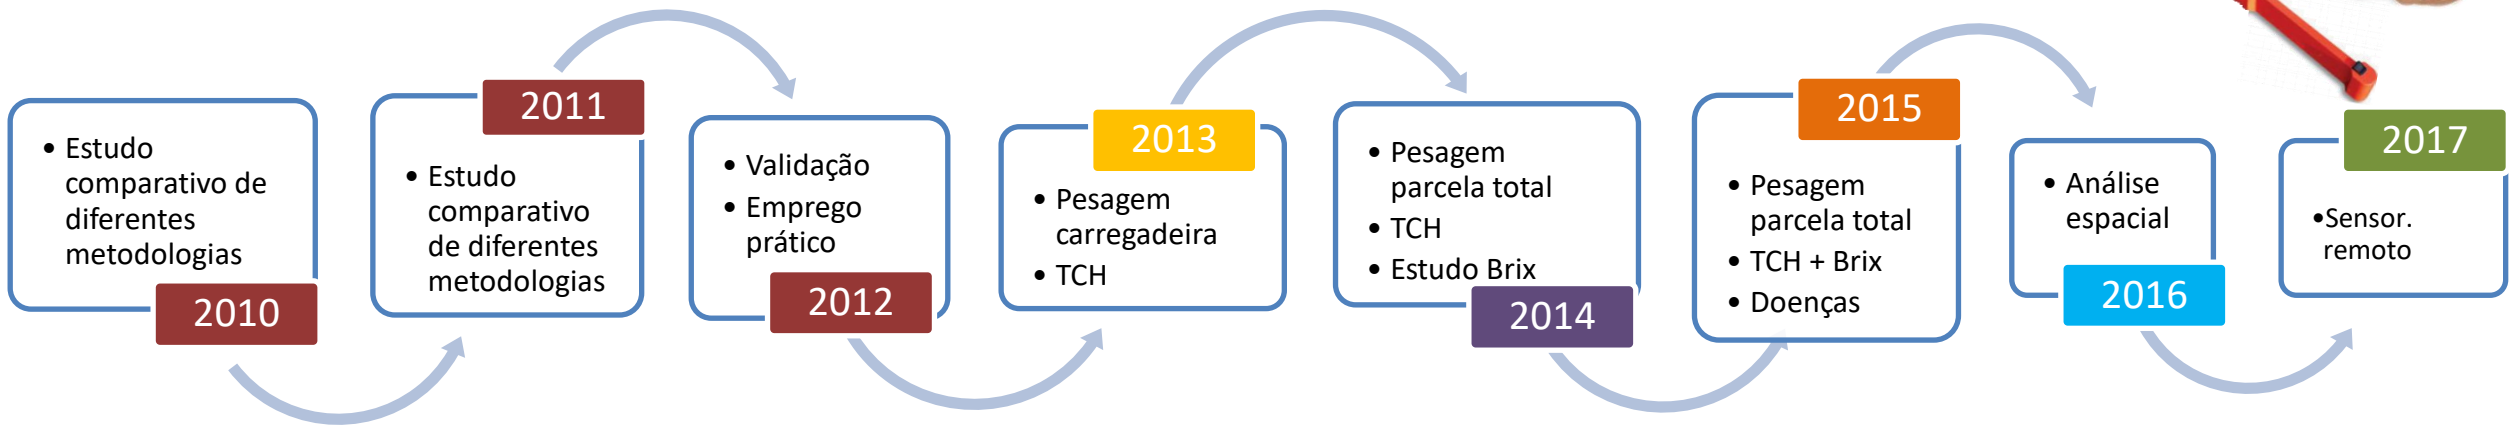 • Estudo
comparativo de
diferentes
metodologias
2010
2011
• Estudo
comparativo
de diferentes
metodologias
• Validação
• Emprego
prático
2012
2013
• Pesagem
carregadeira
• TCH
• Pesagem
parcela total
• TCH
• Estudo Brix
2014
2015
• Pesagem
parcela total
• TCH + Brix
• Doenças
• Análise
espacial
2016
2017
•Sensor.
remoto